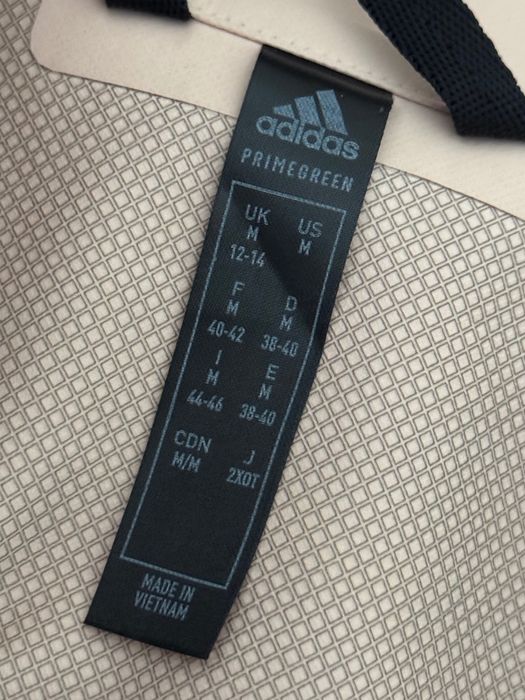 adidas
PRIMEGREEN
UK US
M M
12-14
F D
M M
40-42 38-40
I E
M M
44-46 38-40
CDN J
M/M 2XOT
MADE IN
VIETNAM